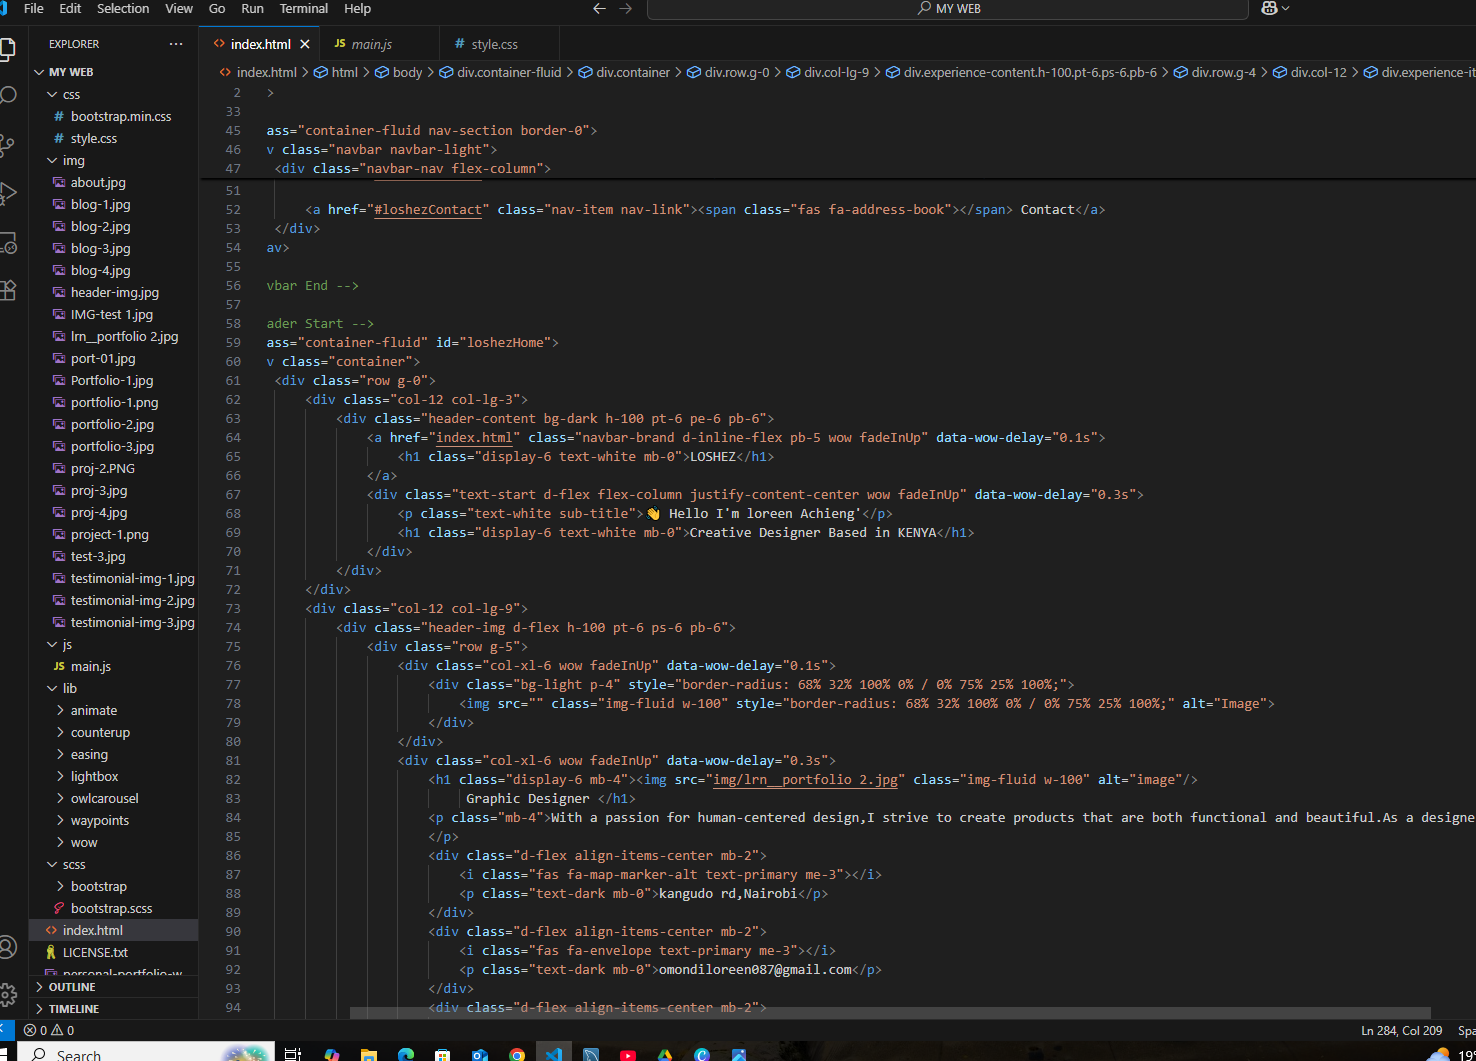 File Edit Selection View Go Run Terminal Help
MY WEB
EXPLORER ···
index.html
JS main.js
# style.css
index.html > html > body > div.container-fluid > div.container > div.row.g-0 > div.col-lg-9 > div.experience-content.h-100.pt-6.ps-6.pb-6 > div.row.g-4 > div.col-12 > div.experience-it
MY WEB
css
# bootstrap.min.css
# style.css
img
about.jpg
blog-1.jpg
blog-2.jpg
blog-3.jpg
blog-4.jpg
header-img.jpg
IMG-test 1.jpg
lrn__portfolio 2.jpg
port-01.jpg
Portfolio-1.jpg
portfolio-1.png
portfolio-2.jpg
portfolio-3.jpg
proj-2.PNG
proj-3.jpg
proj-4.jpg
project-1.png
test-3.jpg
testimonial-img-1.jpg
testimonial-img-2.jpg
testimonial-img-3.jpg
js
JS main.js
lib
animate
counterup
easing
lightbox
owlcarousel
waypoints
wow
scss
bootstrap
bootstrap.scss
index.html
LICENSE.txt
personal-portfolio-w
OUTLINE
TIMELINE
2 >
33
45 ass="container-fluid nav-section border-0">
46 v class="navbar navbar-light">
47 <div class="navbar-nav flex-column">
51
52 <a href="#loshezContact" class="nav-item nav-link"><span class="fas fa-address-book"></span> Contact</a>
53 </div>
54 av>
55
56 vbar End -->
57
58 ader Start -->
59 ass="container-fluid" id="loshezHome">
60 v class="container">
61 <div class="row g-0">
62 <div class="col-12 col-lg-3">
63 <div class="header-content bg-dark h-100 pt-6 pe-6 pb-6">
64 <a href="index.html" class="navbar-brand d-inline-flex pb-5 wow fadeInUp" data-wow-delay="0.1s">
65 <h1 class="display-6 text-white mb-0">LOSHEZ</h1>
66 </a>
67 <div class="text-start d-flex flex-column justify-content-center wow fadeInUp" data-wow-delay="0.3s">
68 <p class="text-white sub-title">👋 Hello I'm loreen Achieng'</p>
69 <h1 class="display-6 text-white mb-0">Creative Designer Based in KENYA</h1>
70 </div>
71 </div>
72 </div>
73 <div class="col-12 col-lg-9">
74 <div class="header-img d-flex h-100 pt-6 ps-6 pb-6">
75 <div class="row g-5">
76 <div class="col-xl-6 wow fadeInUp" data-wow-delay="0.1s">
77 <div class="bg-light p-4" style="border-radius: 68% 32% 100% 0% / 0% 75% 25% 100%;">
78 <img src="" class="img-fluid w-100" style="border-radius: 68% 32% 100% 0% / 0% 75% 25% 100%;" alt="Image">
79 </div>
80 </div>
81 <div class="col-xl-6 wow fadeInUp" data-wow-delay="0.3s">
82 <h1 class="display-6 mb-4"><img src="img/lrn__portfolio 2.jpg" class="img-fluid w-100" alt="image"/>
83 Graphic Designer </h1>
84 <p class="mb-4">With a passion for human-centered design,I strive to create products that are both functional and beautiful.As a designe
85 </p>
86 <div class="d-flex align-items-center mb-2">
87 <i class="fas fa-map-marker-alt text-primary me-3"></i>
88 <p class="text-dark mb-0">kangudo rd,Nairobi</p>
89 </div>
90 <div class="d-flex align-items-center mb-2">
91 <i class="fas fa-envelope text-primary me-3"></i>
92 <p class="text-dark mb-0">omondiloreen087@gmail.com</p>
93 </div>
94 <div class="d-flex align-items-center mb-2">
0 0
Ln 284, Col 209 Spa
Search
19°